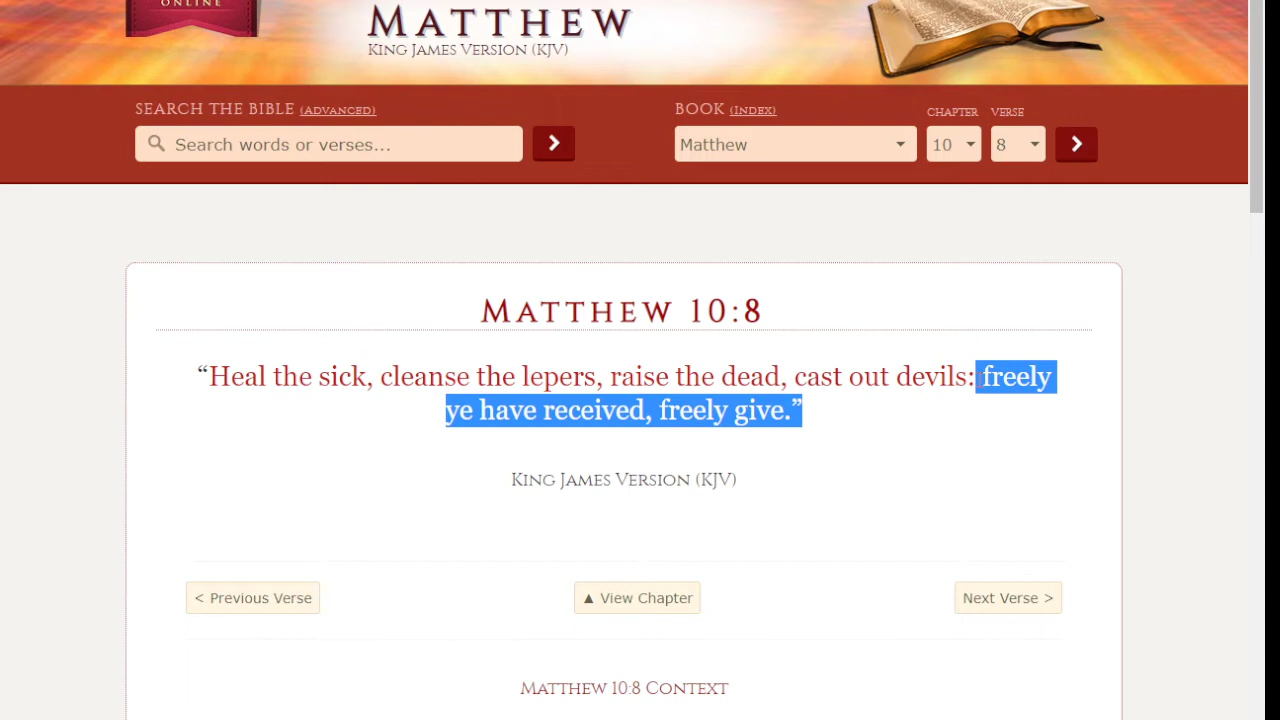 ONLINE
MATTHEW
KING JAMES VERSION (KJV)
SEARCH THE BIBLE (ADVANCED)
BOOK (INDEX) CHAPTER VERSE
Search words or verses...
Matthew 10 8
MATTHEW 10:8
“Heal the sick, cleanse the lepers, raise the dead, cast out devils: freely
ye have received, freely give.”
KING JAMES VERSION (KJV)
< Previous Verse ▲ View Chapter Next Verse >
MATTHEW 10:8 CONTEXT